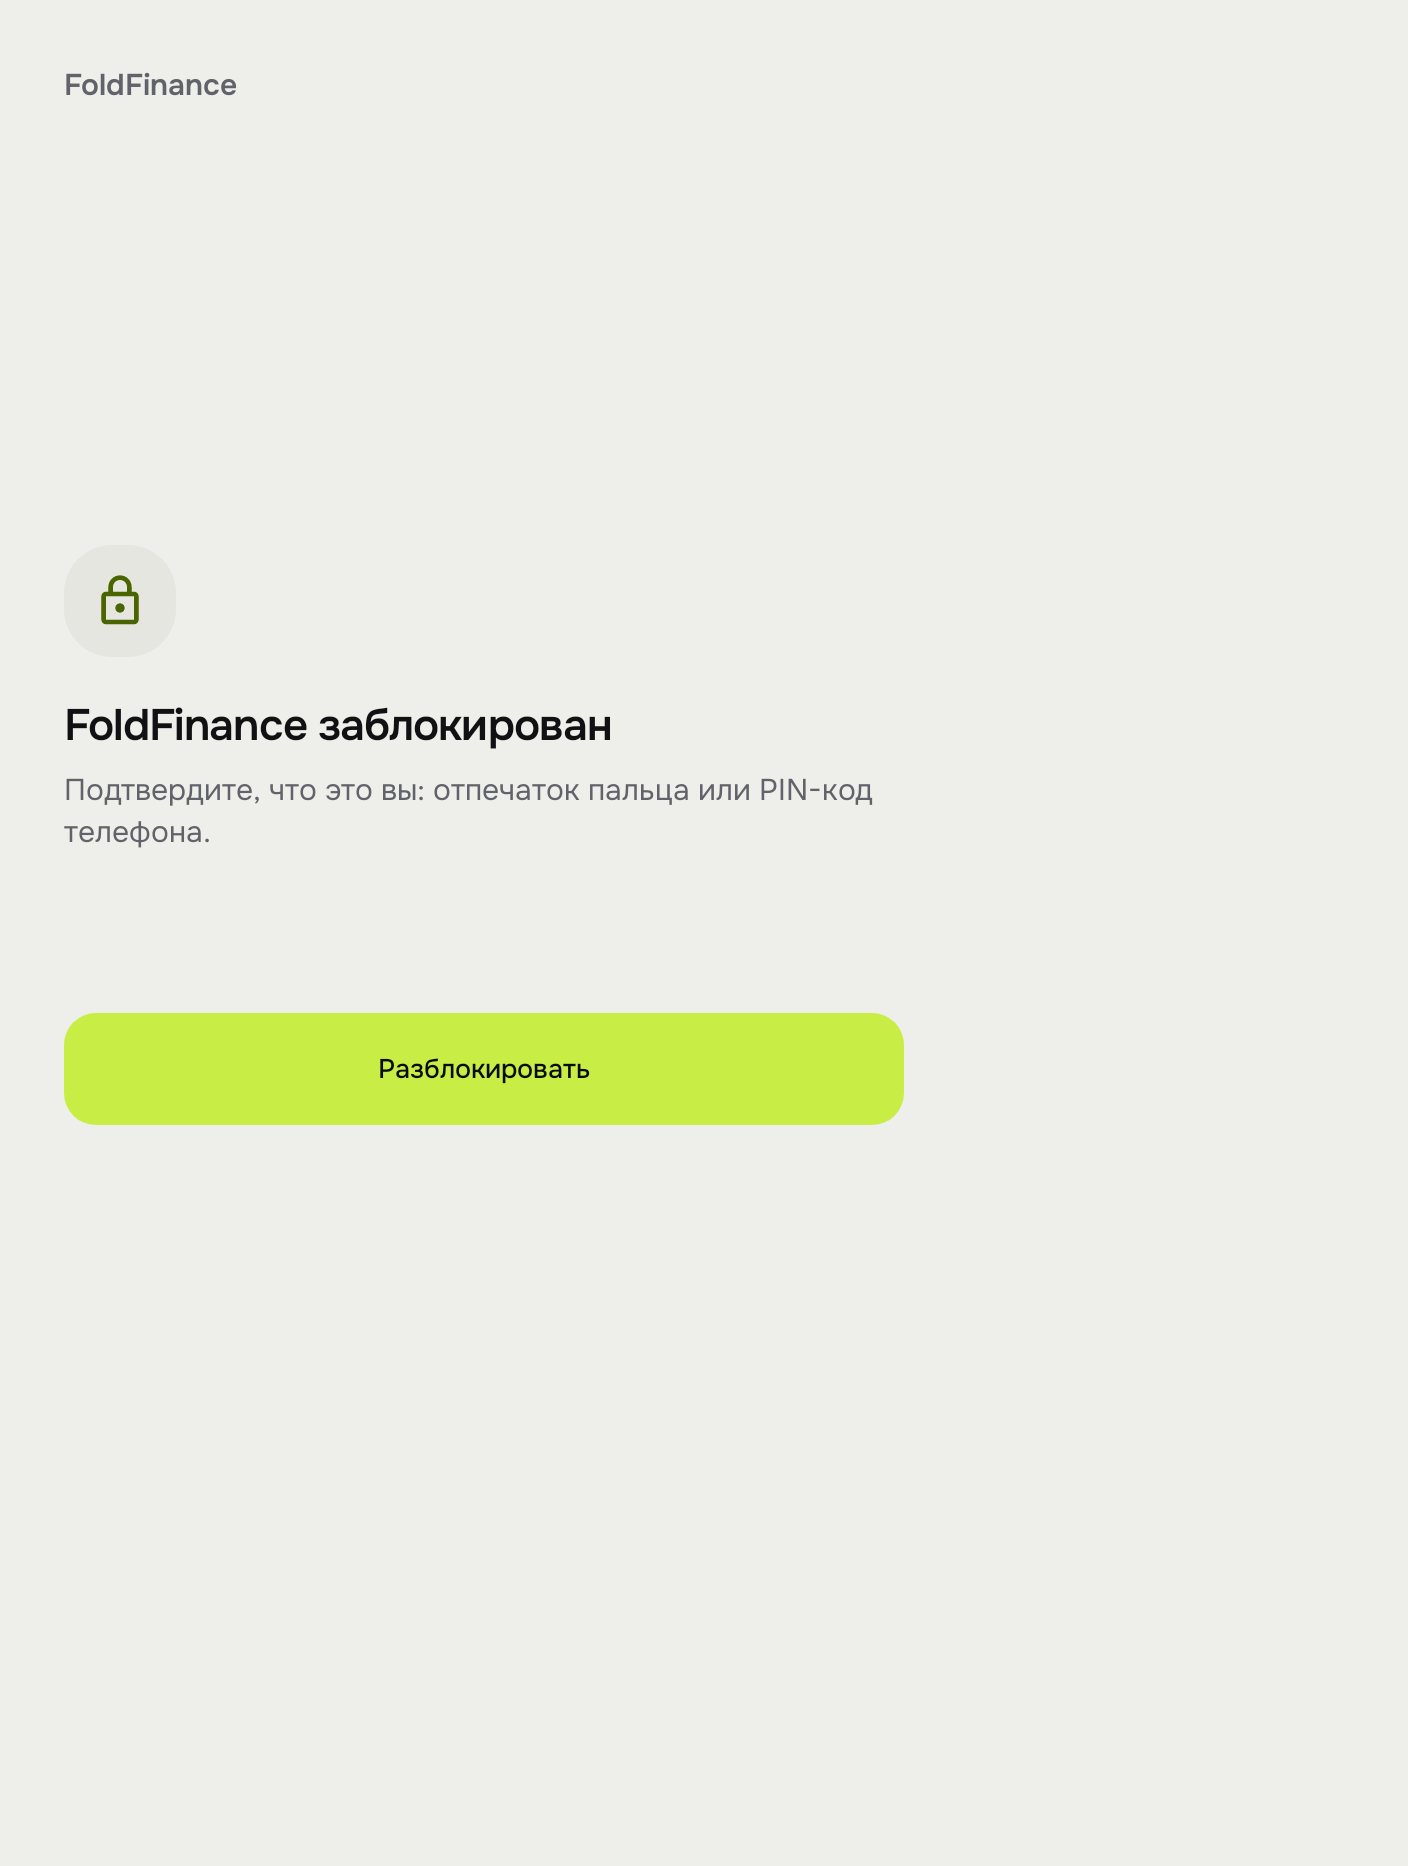 FoldFinance
FoldFinance заблокирован
Подтвердите, что это вы: отпечаток пальца или PIN-код
телефона.
Разблокировать